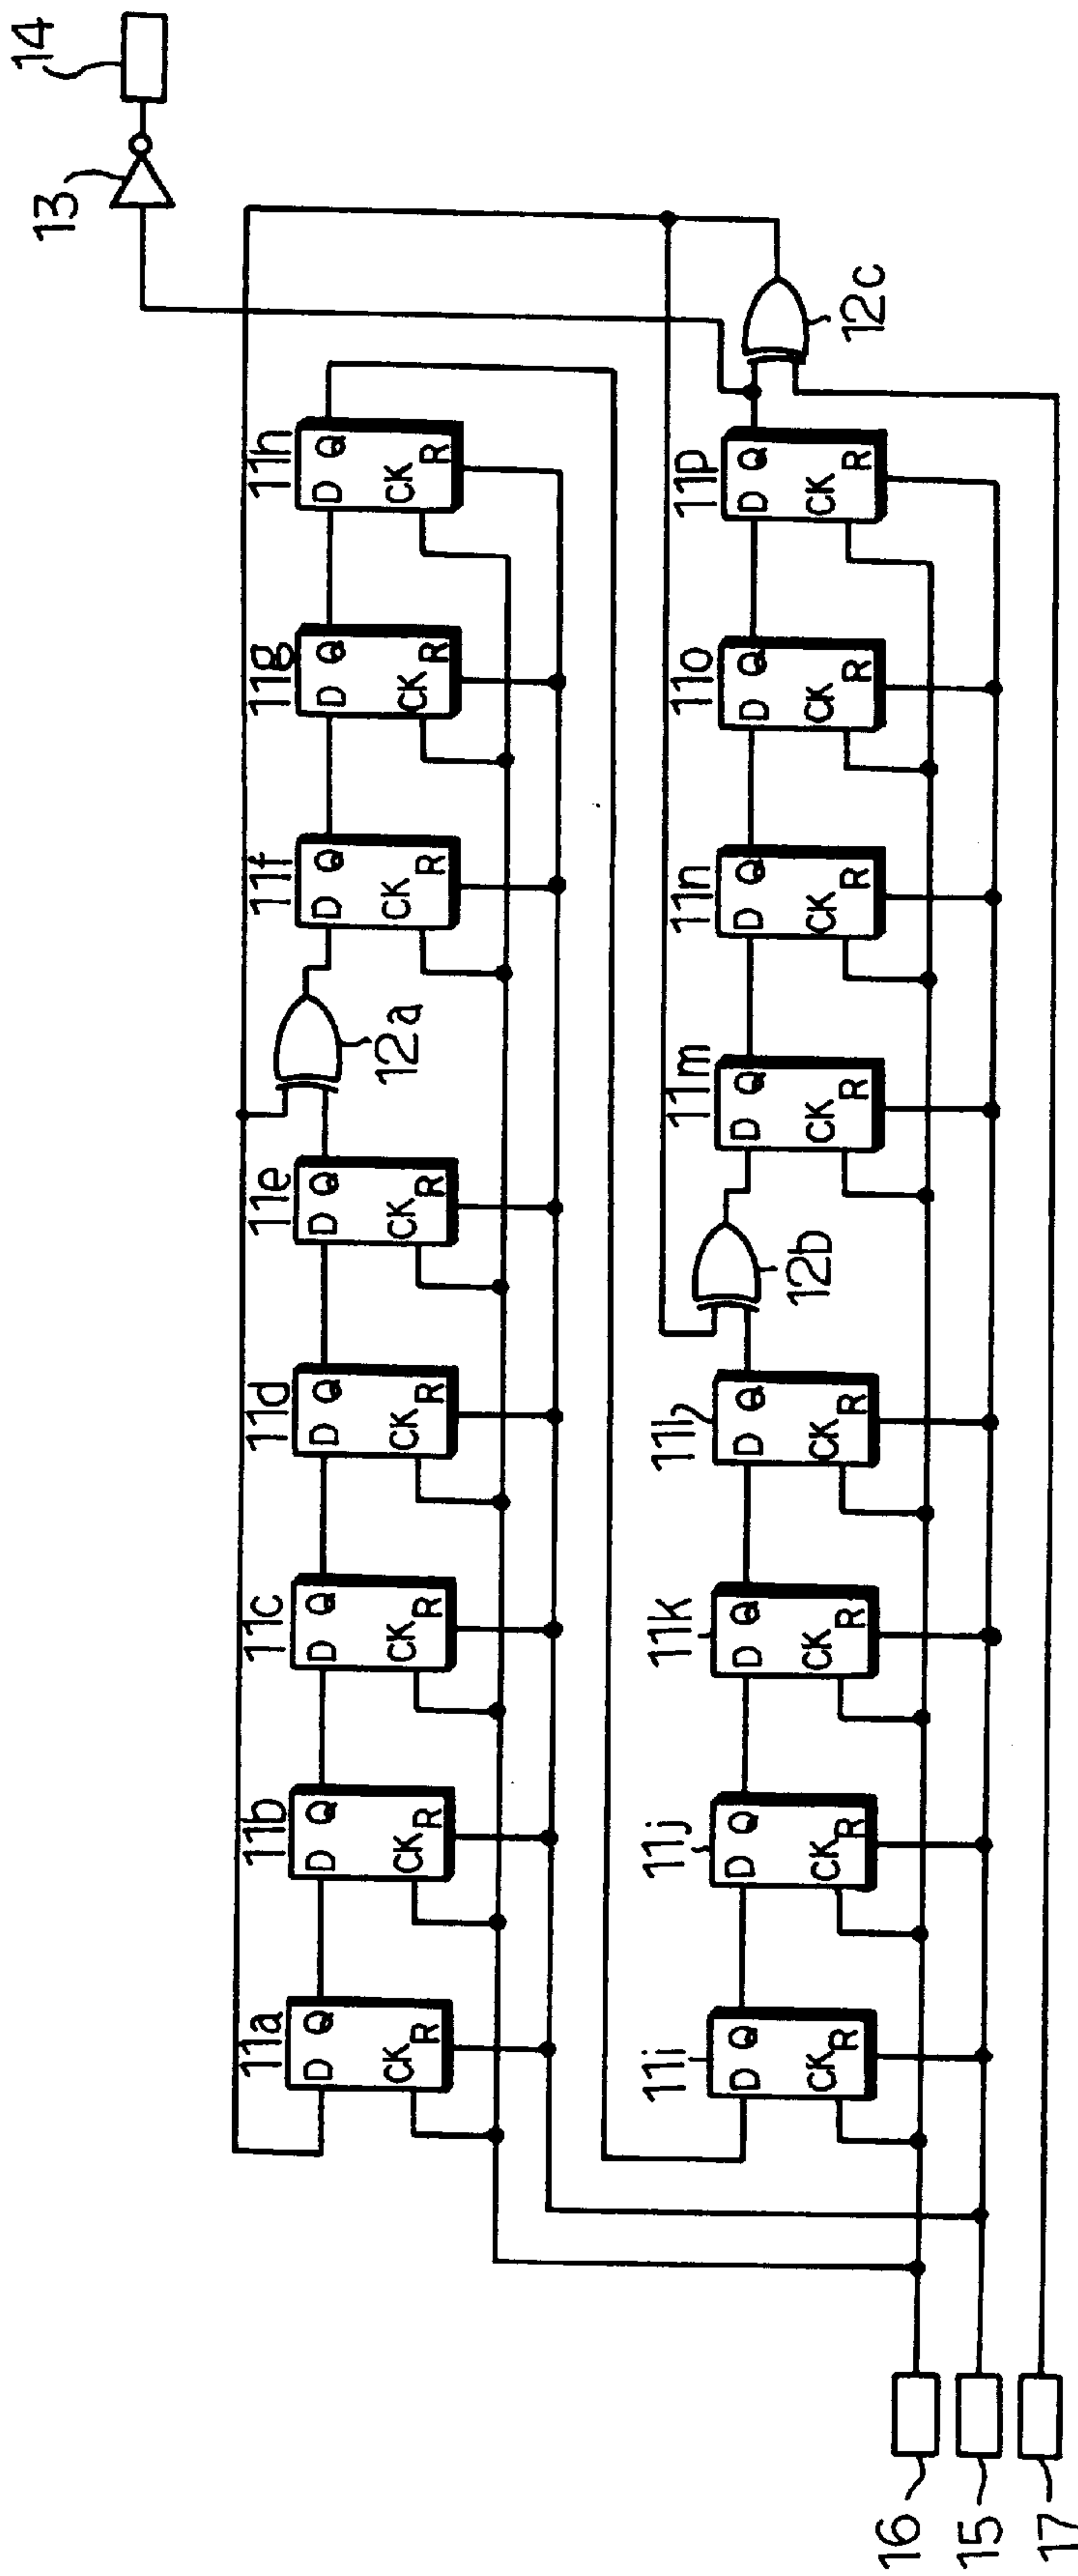 14
13
11a 11b 11c 11d 11e 11f 11g 11h
D Q CK R
D Q CK R
D Q CK R
D Q CK R
D Q CK R
D Q CK R
D Q CK R
D Q CK R
12a
11i 11j 11k 11l 11m 11n 11o 11p
D Q CK R
D Q CK R
D Q CK R
D Q CK R
D Q CK R
D Q CK R
D Q CK R
D Q CK R
12b 12c
16
15
17